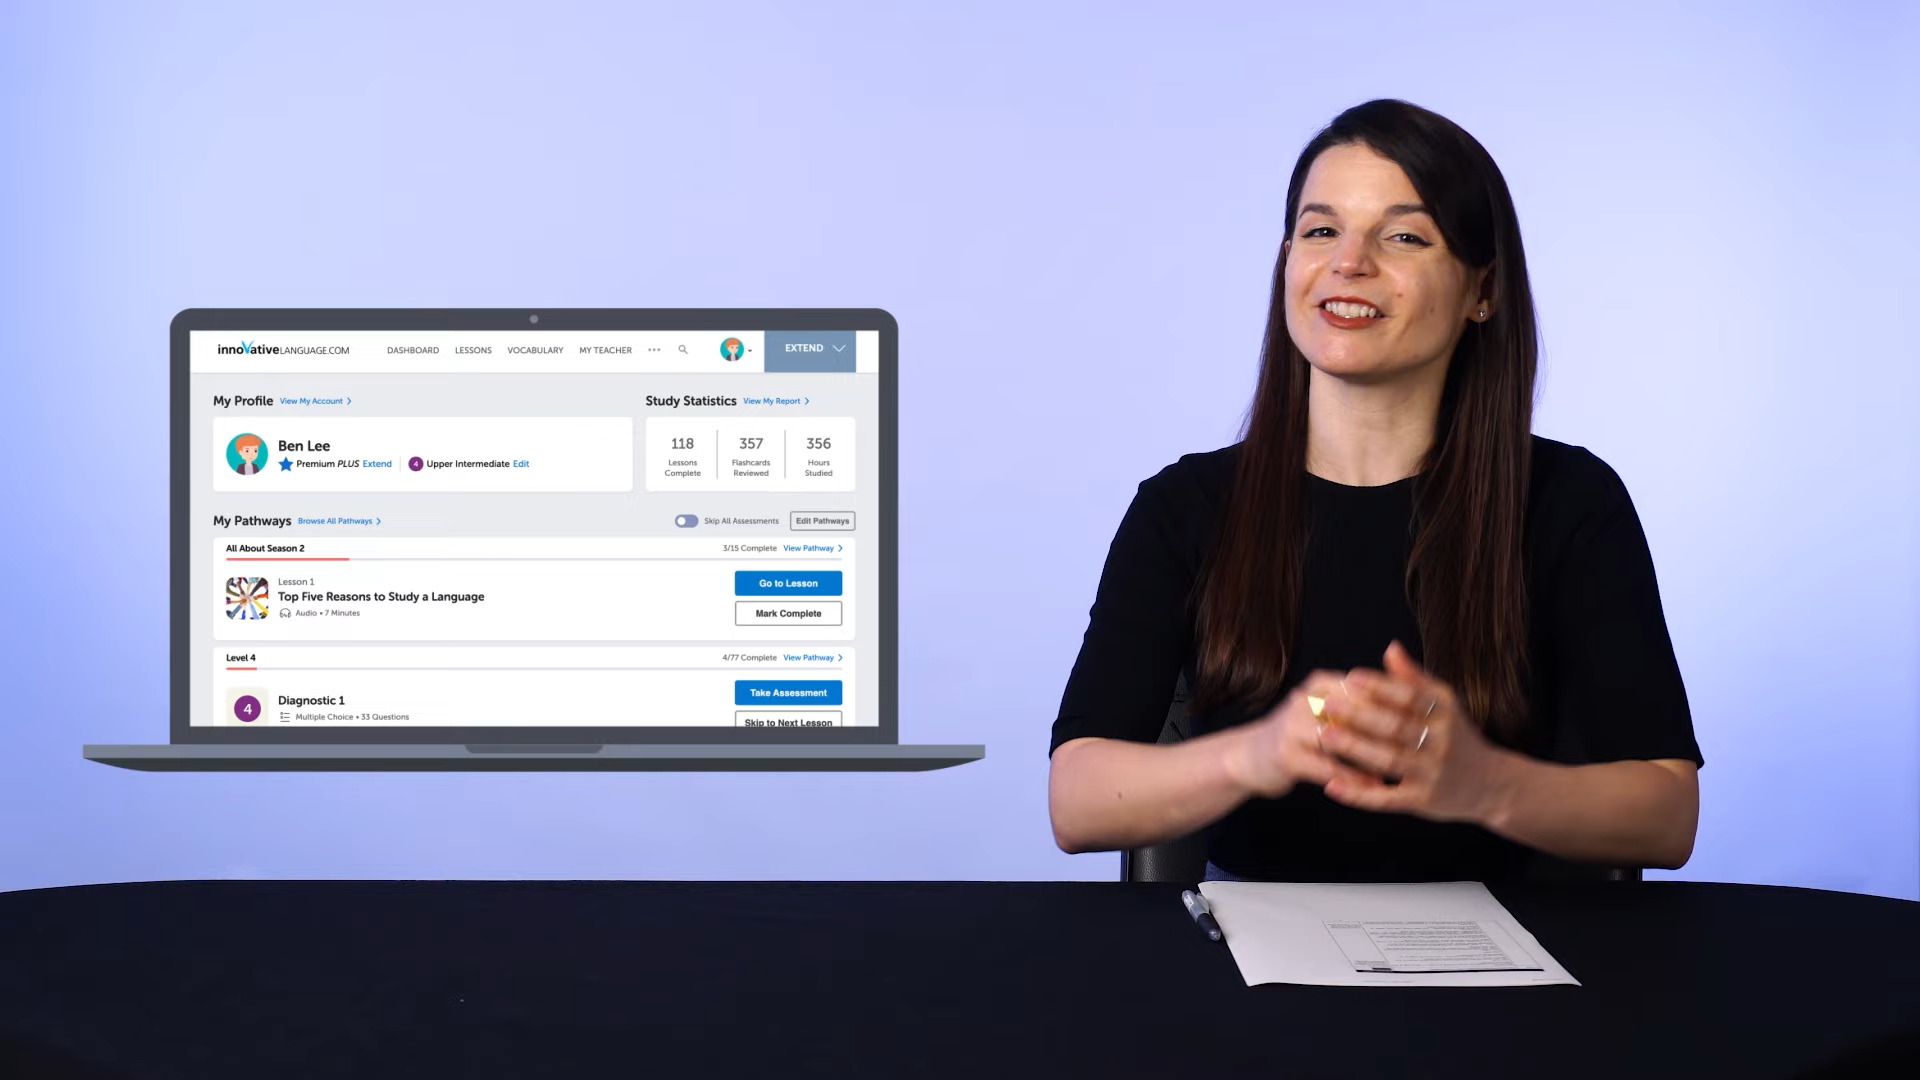 innoVativeLANGUAGE.COM
DASHBOARD LESSONS VOCABULARY MY TEACHER EXTEND
My Profile View My Account
Ben Lee
Premium PLUS Extend 4 Upper Intermediate Edit
Study Statistics View My Report
118 357 356
Lessons Complete
Flashcards Reviewed
Hours Studied
My Pathways Browse All Pathways
Skip All Assessments Edit Pathways
All About Season 2 3/15 Complete View Pathway
Lesson 1
Top Five Reasons to Study a Language
Audio • 7 Minutes
Go to Lesson
Mark Complete
Level 4 4/77 Complete View Pathway
4 Diagnostic 1
Multiple Choice • 33 Questions
Take Assessment
Skip to Next Lesson